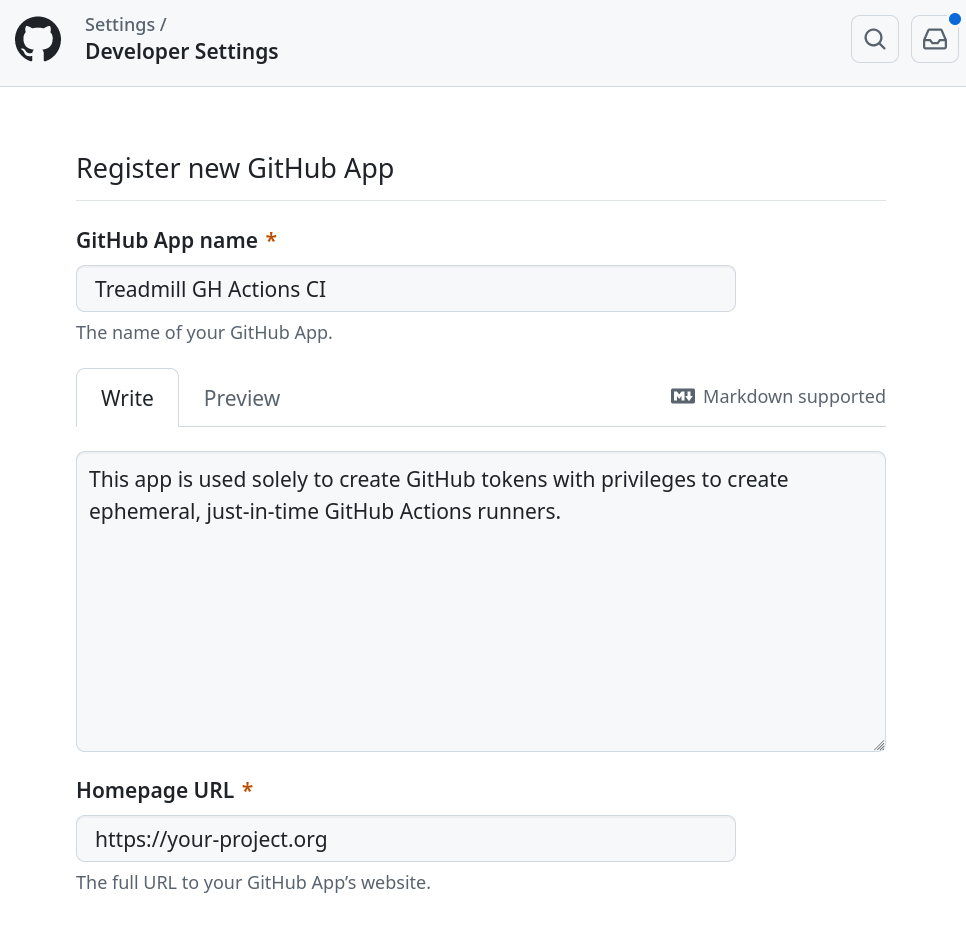 Settings /
Developer Settings
Register new GitHub App
GitHub App name *
Treadmill GH Actions CI
The name of your GitHub App.
Write Preview Markdown supported
This app is used solely to create GitHub tokens with privileges to create
ephemeral, just-in-time GitHub Actions runners.
Homepage URL *
https://your-project.org
The full URL to your GitHub App’s website.